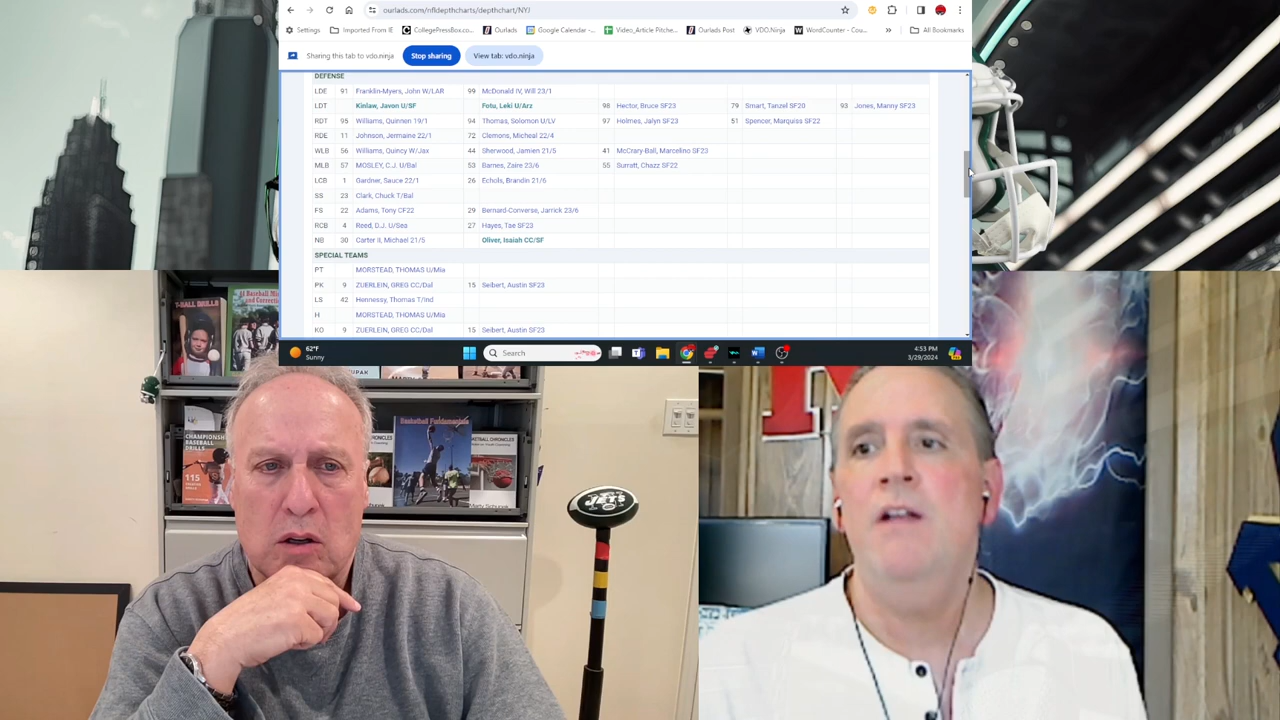 ourlads.com/nfldepthcharts/depthchart/NYJ
Settings Imported From IE CollegePressBox.co... Ourlads Google Calendar -... Video_Article Pitche... Ourlads Post VDO.Ninja WordCounter - Cou... » All Bookmarks
Sharing this tab to vdo.ninja Stop sharing View tab: vdo.ninja
DEFENSE
LDE 91 Franklin-Myers, John W/LAR 99 McDonald IV, Will 23/1
LDT Kinlaw, Javon U/SF Fotu, Leki U/Arz 98 Hector, Bruce SF23 79 Smart, Tanzel SF20 93 Jones, Manny SF23
RDT 95 Williams, Quinnen 19/1 94 Thomas, Solomon U/LV 97 Holmes, Jalyn SF23 51 Spencer, Marquiss SF22
RDE 11 Johnson, Jermaine 22/1 72 Clemons, Micheal 22/4
WLB 56 Williams, Quincy W/Jax 44 Sherwood, Jamien 21/5 41 McCrary-Ball, Marcelino SF23
MLB 57 MOSLEY, C.J. U/Bal 53 Barnes, Zaire 23/6 55 Surratt, Chazz SF22
LCB 1 Gardner, Sauce 22/1 26 Echols, Brandin 21/6
SS 23 Clark, Chuck T/Bal
FS 22 Adams, Tony CF22 29 Bernard-Converse, Jarrick 23/6
RCB 4 Reed, D.J. U/Sea 27 Hayes, Tae SF23
NB 30 Carter II, Michael 21/5 Oliver, Isaiah CC/SF
SPECIAL TEAMS
PT MORSTEAD, THOMAS U/Mia
PK 9 ZUERLEIN, GREG CC/Dal 15 Seibert, Austin SF23
LS 42 Hennessy, Thomas T/Ind
H MORSTEAD, THOMAS U/Mia
KO 9 ZUERLEIN, GREG CC/Dal 15 Seibert, Austin SF23
62°F
Sunny
Search
4:53 PM
3/29/2024
T-BALL DRILLS
Basketball Fundamentals
CHAMPIONSHIP
BASEBALL
DRILLS
115
JETS